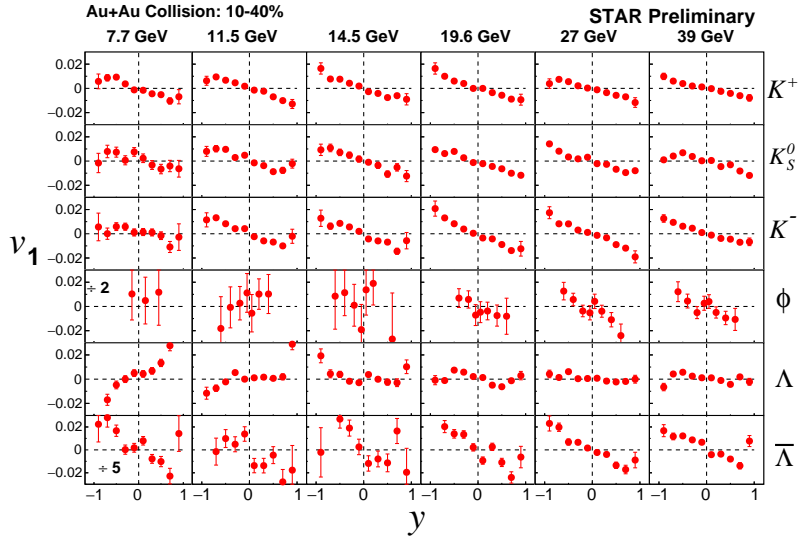 Au+Au Collision: 10-40%
STAR Preliminary
7.7 GeV 11.5 GeV 14.5 GeV 19.6 GeV 27 GeV 39 GeV
0.02
−0.02
K⁺
0.02
−0.02
K⁰_S
0.02
−0.02
K⁻
v₁
0.02
0
−0.02
÷ 2
ϕ
0.02
0
−0.02
Λ
0.02
0
−0.02
÷ 5
Λ̅
−1 0 1 −1 0 1 −1 0 1 −1 0 1 −1 0 1 −1 0 1
y